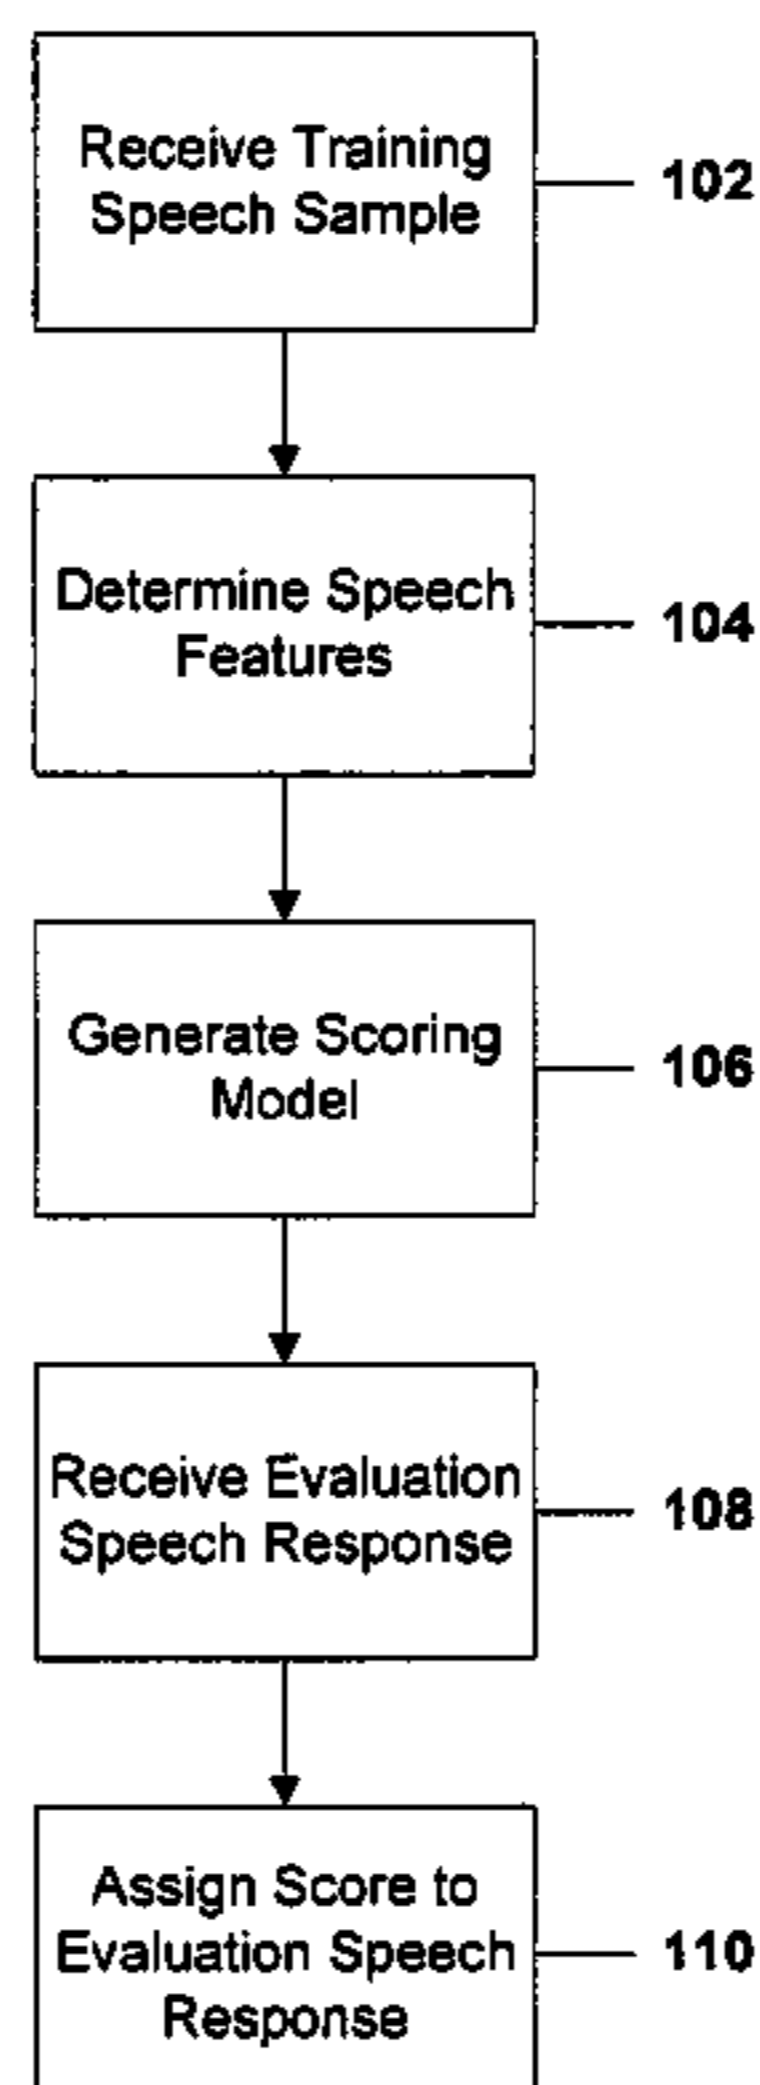 Receive Training
Speech Sample
102
Determine Speech
Features
104
Generate Scoring
Model
106
Receive Evaluation
Speech Response
108
Assign Score to
Evaluation Speech
Response
110